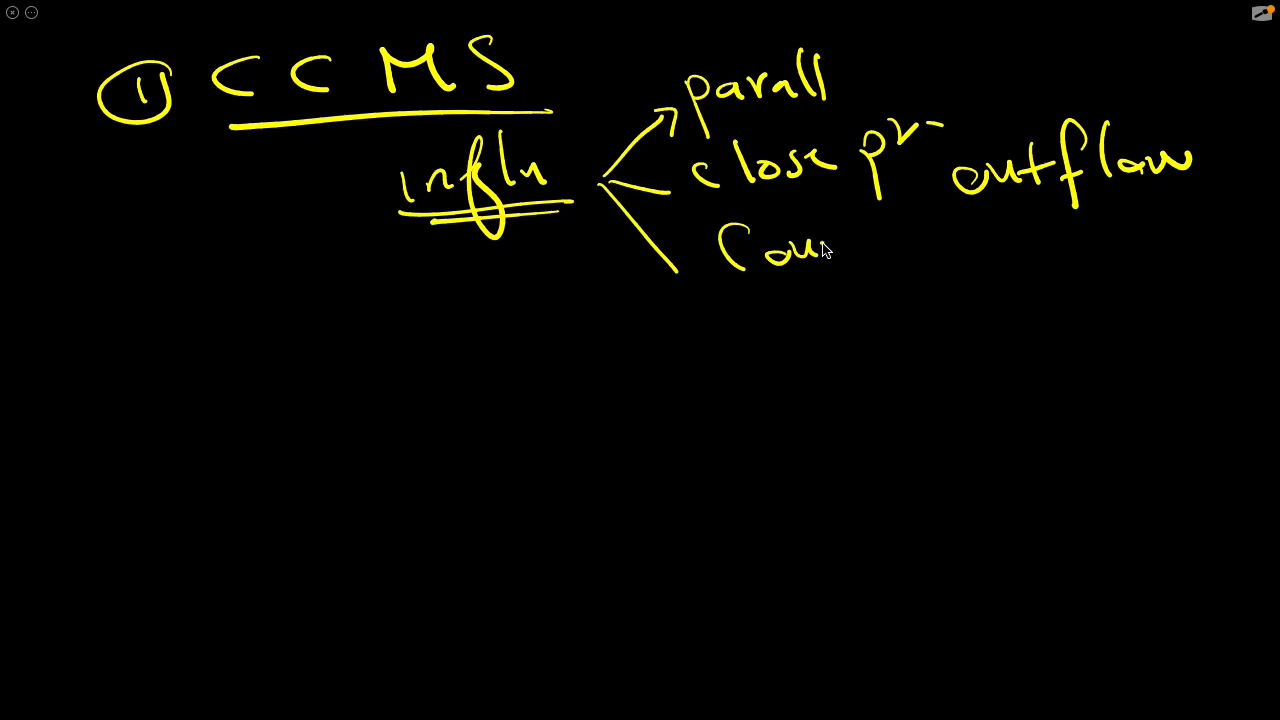 ① CCMS
parall
infln close pr- outflow
Cou